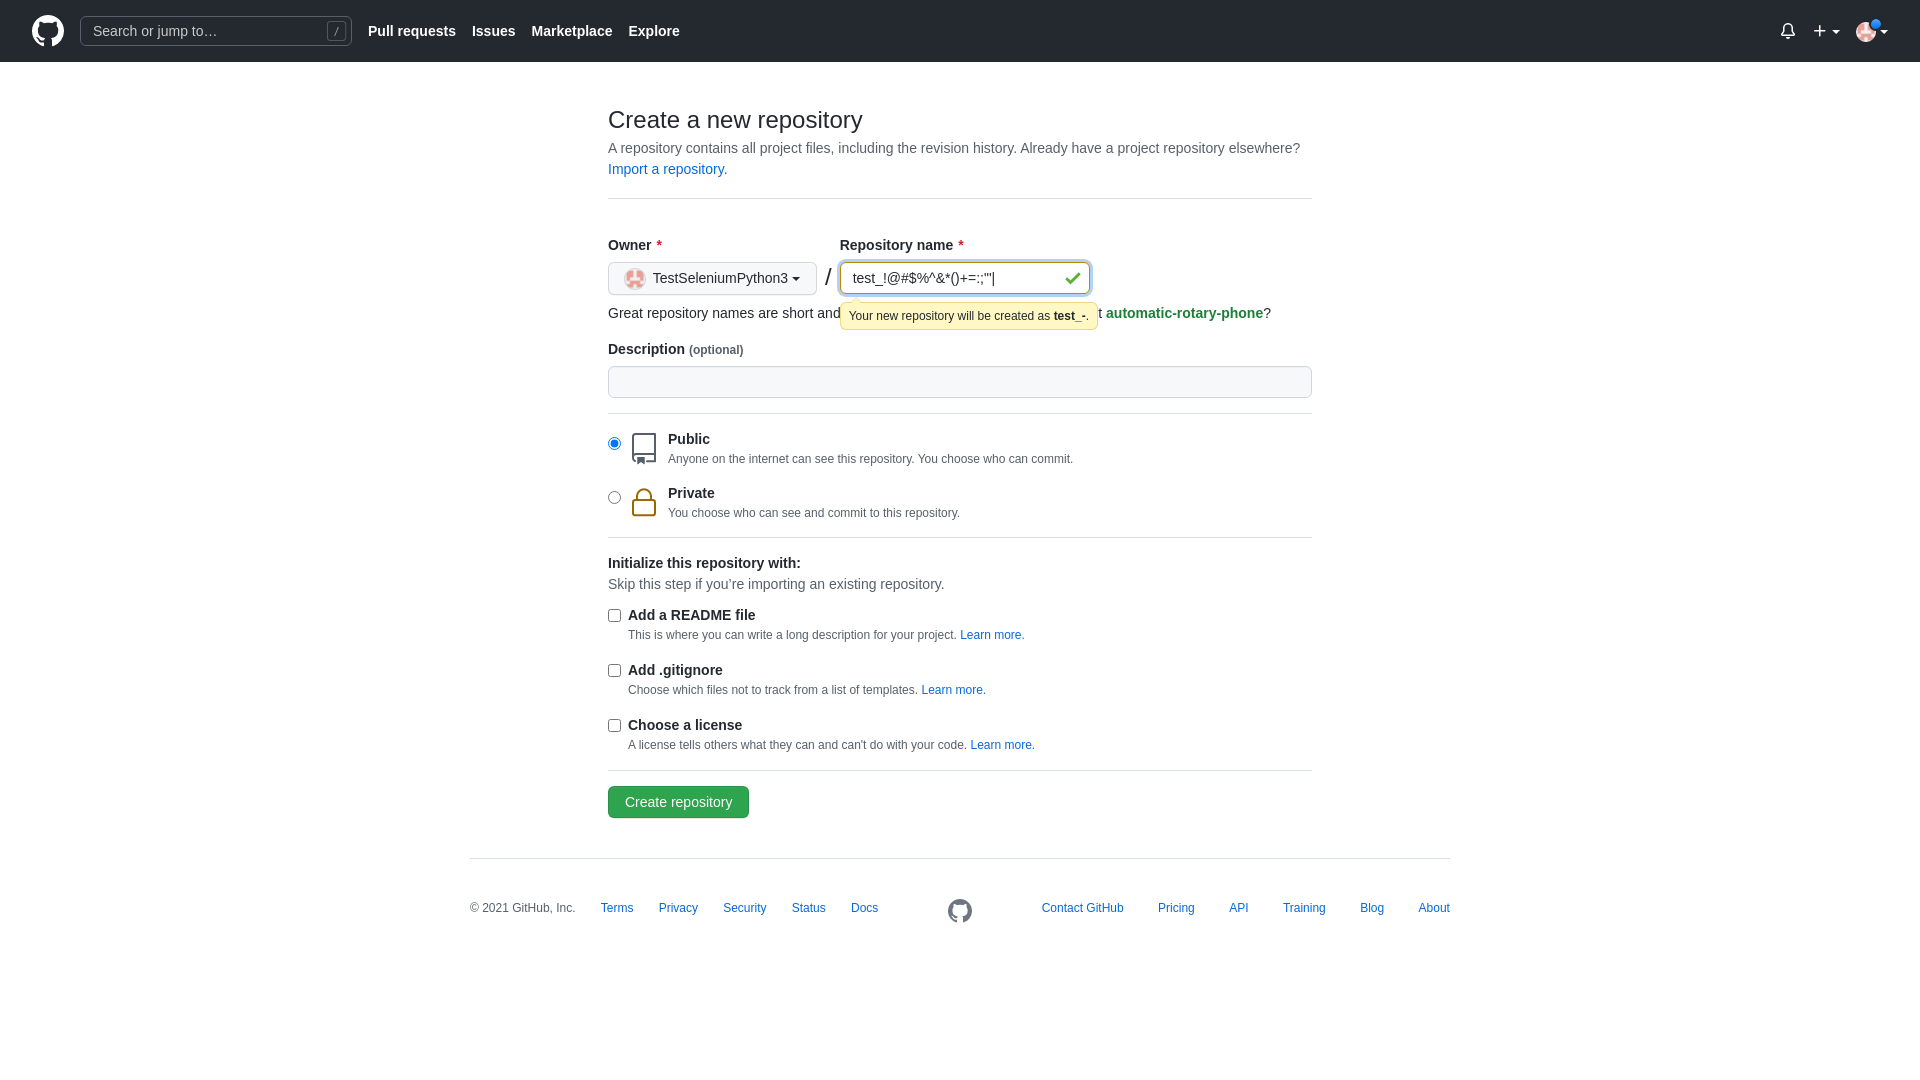 Search or jump to… /
Pull requests Issues Marketplace Explore
Create a new repository
A repository contains all project files, including the revision history. Already have a project repository elsewhere?
Import a repository.
Owner * Repository name *
TestSeleniumPython3 / test_!@#$%^&*()+=:;"'|
Great repository names are short and t automatic-rotary-phone?
Your new repository will be created as test_-.
Description (optional)
Public
Anyone on the internet can see this repository. You choose who can commit.
Private
You choose who can see and commit to this repository.
Initialize this repository with:
Skip this step if you’re importing an existing repository.
Add a README file
This is where you can write a long description for your project. Learn more.
Add .gitignore
Choose which files not to track from a list of templates. Learn more.
Choose a license
A license tells others what they can and can't do with your code. Learn more.
Create repository
© 2021 GitHub, Inc. Terms Privacy Security Status Docs Contact GitHub Pricing API Training Blog About